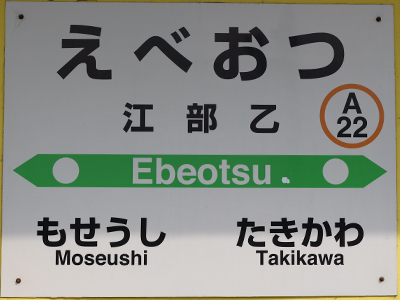 えべおつ
江部乙
A
22
Ebeotsu
もせうし たきかわ
Moseushi Takikawa